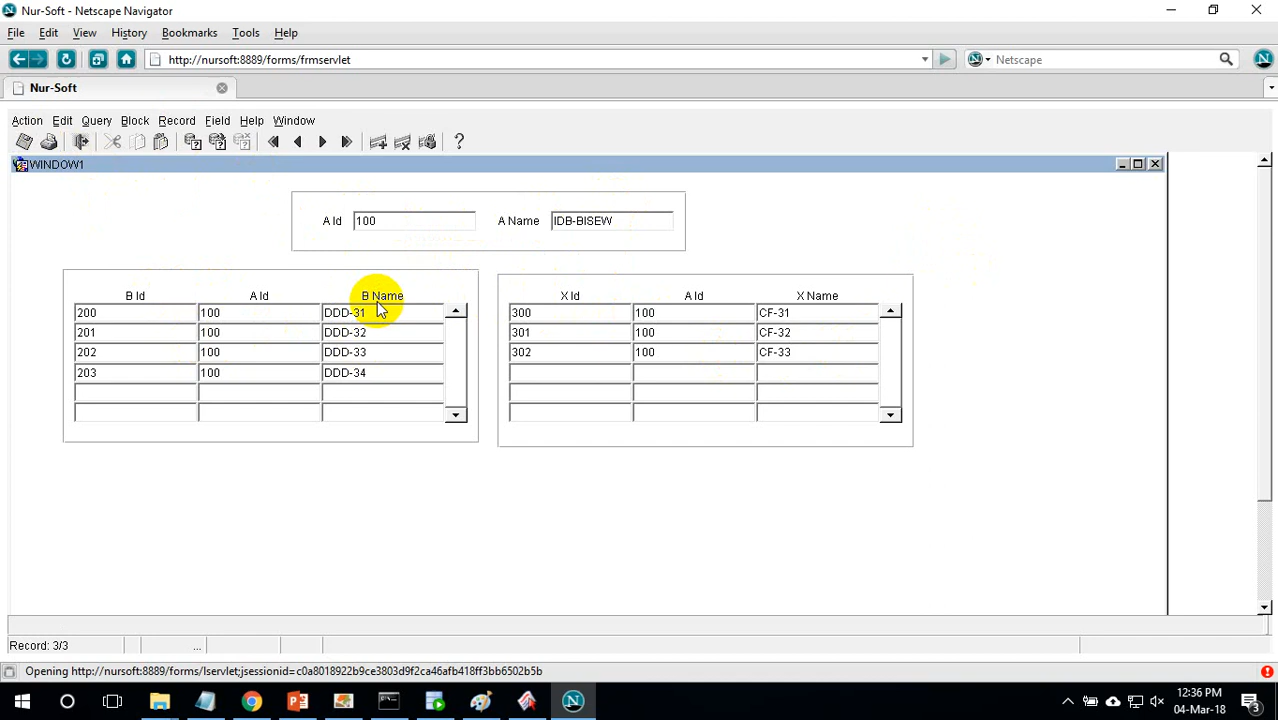 Nur-Soft - Netscape Navigator
File Edit View History Bookmarks Tools Help
http://nursoft:8889/forms/frmservlet Netscape
Nur-Soft
Action Edit Query Block Record Field Help Window
WINDOW1
A Id 100 A Name IDB-BISEW
B Id A Id B Name
200 100 DDD-31
201 100 DDD-32
202 100 DDD-33
203 100 DDD-34
X Id A Id X Name
300 100 CF-31
301 100 CF-32
302 100 CF-33
Record: 3/3 ...
Opening http://nursoft:8889/forms/lservlet;jsessionid=c0a8018922b9ce3803d9f2ca46afb418ff3bb6502b5b
12:36 PM
04-Mar-18
3